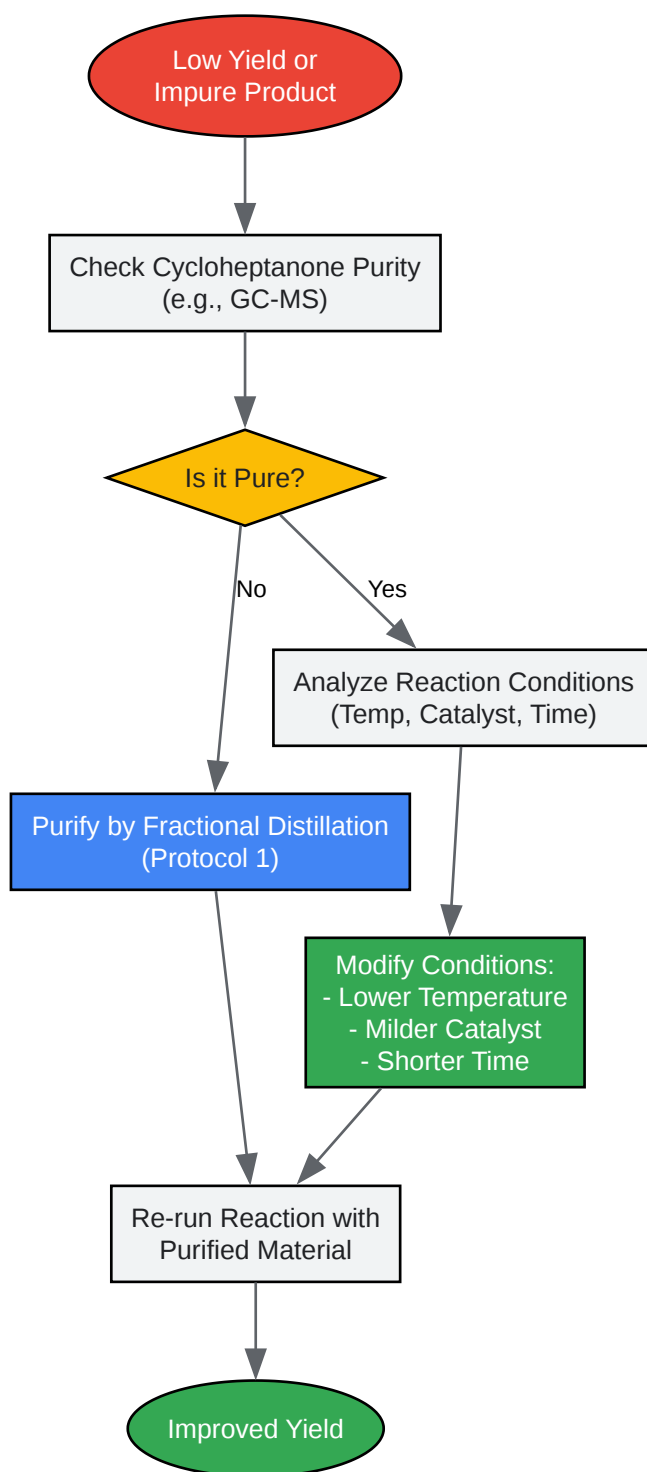 Low Yield or
Impure Product
Check Cycloheptanone Purity
(e.g., GC-MS)
Is it Pure?
No
Yes
Analyze Reaction Conditions
(Temp, Catalyst, Time)
Purify by Fractional Distillation
(Protocol 1)
Modify Conditions:
- Lower Temperature
- Milder Catalyst
- Shorter Time
Re-run Reaction with
Purified Material
Improved Yield